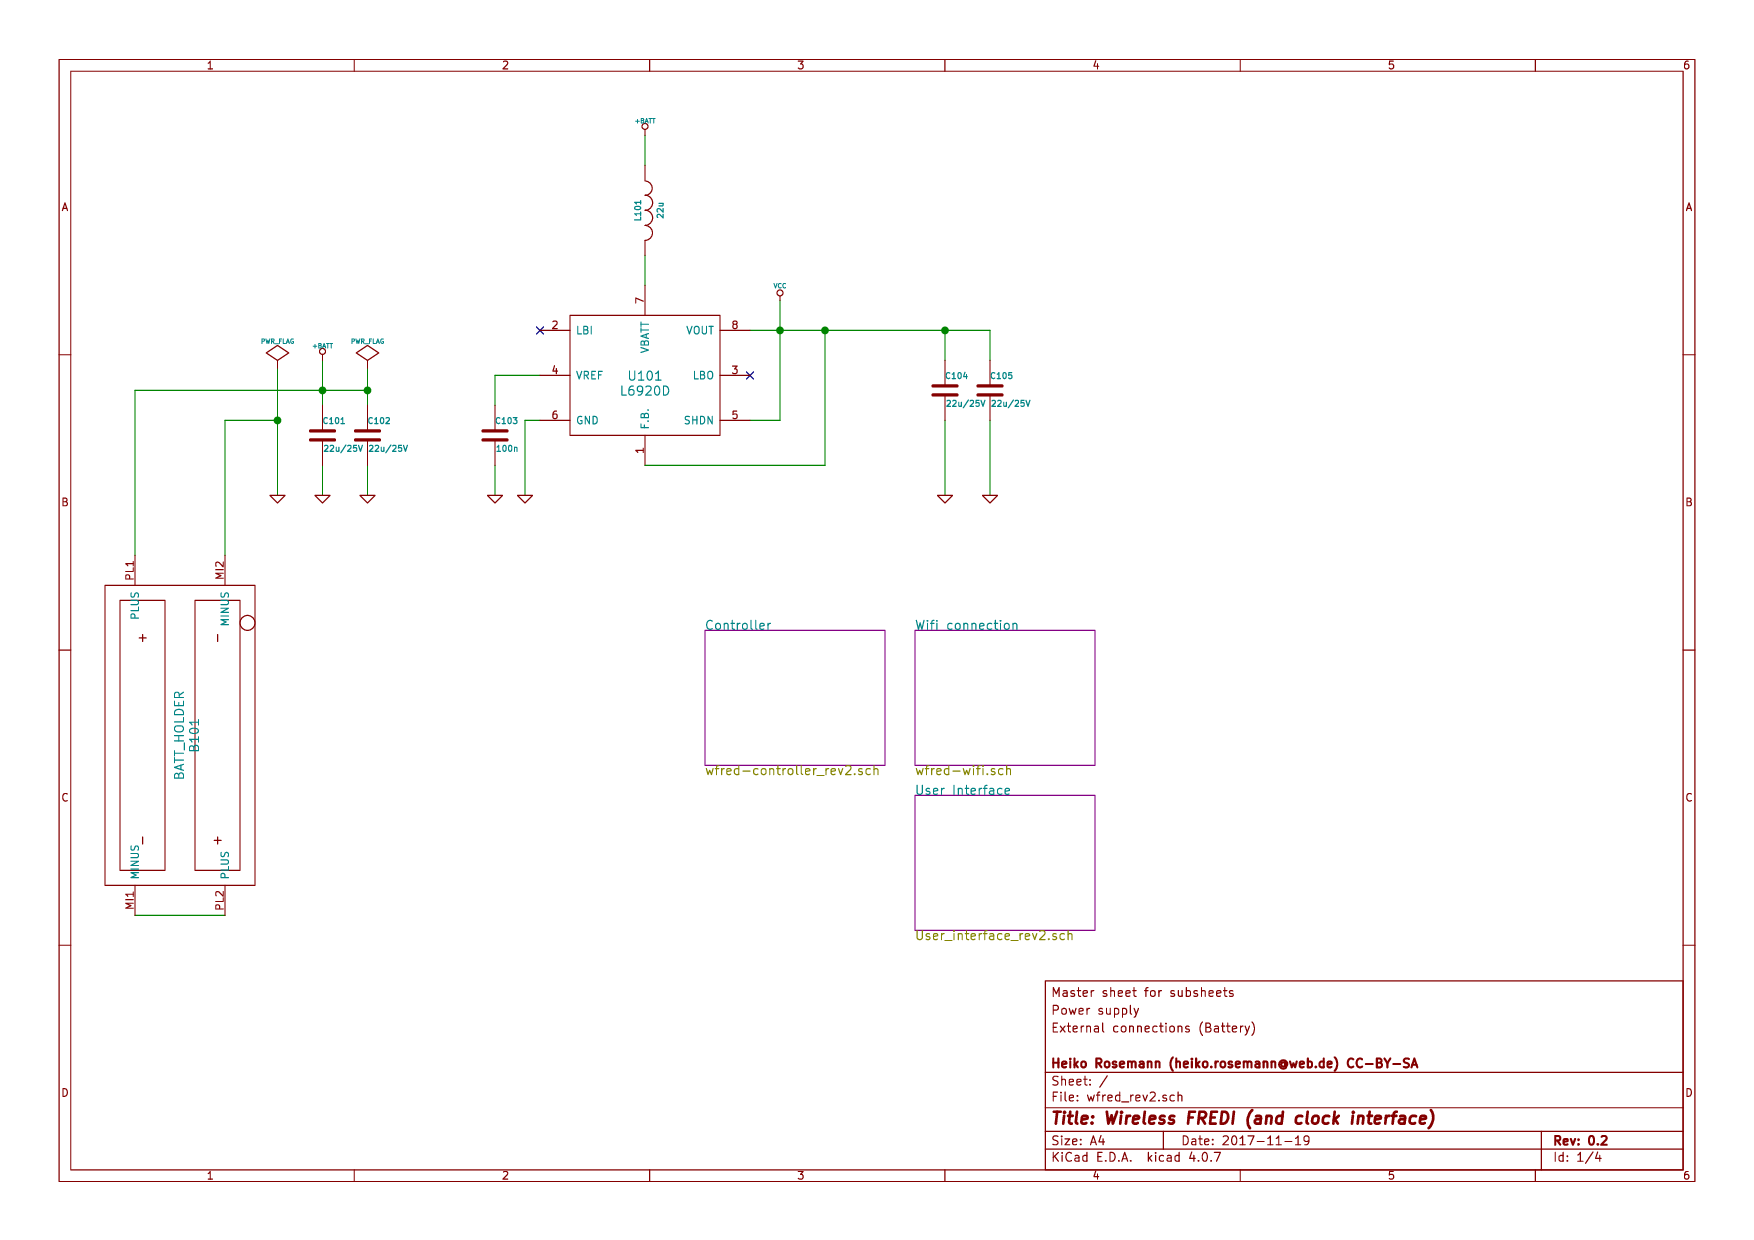 1 2 3 4 5 6
A A
B B
C C
D D
1 2 3 4 5 6
+BATT
L101
22u
7
VCC
2 LBI
VBATT
VOUT 8
4 VREF
U101
L6920D
LBO 3
6 GND
F.B.
SHDN 5
1
PWR_FLAG
+BATT
PWR_FLAG
C101
22u/25V
C102
22u/25V
C103
100n
C104
22u/25V
C105
22u/25V
PL1
MI2
PLUS
MINUS
+ -
BATT_HOLDER
B101
- +
MINUS
PLUS
MI1
PL2
Controller
wfred-controller_rev2.sch
Wifi connection
wfred-wifi.sch
User Interface
User_interface_rev2.sch
Master sheet for subsheets
Power supply
External connections (Battery)
Heiko Rosemann (heiko.rosemann@web.de) CC-BY-SA
Sheet: /
File: wfred_rev2.sch
Title: Wireless FREDI (and clock interface)
Size: A4 Date: 2017-11-19 Rev: 0.2
KiCad E.D.A. kicad 4.0.7 Id: 1/4